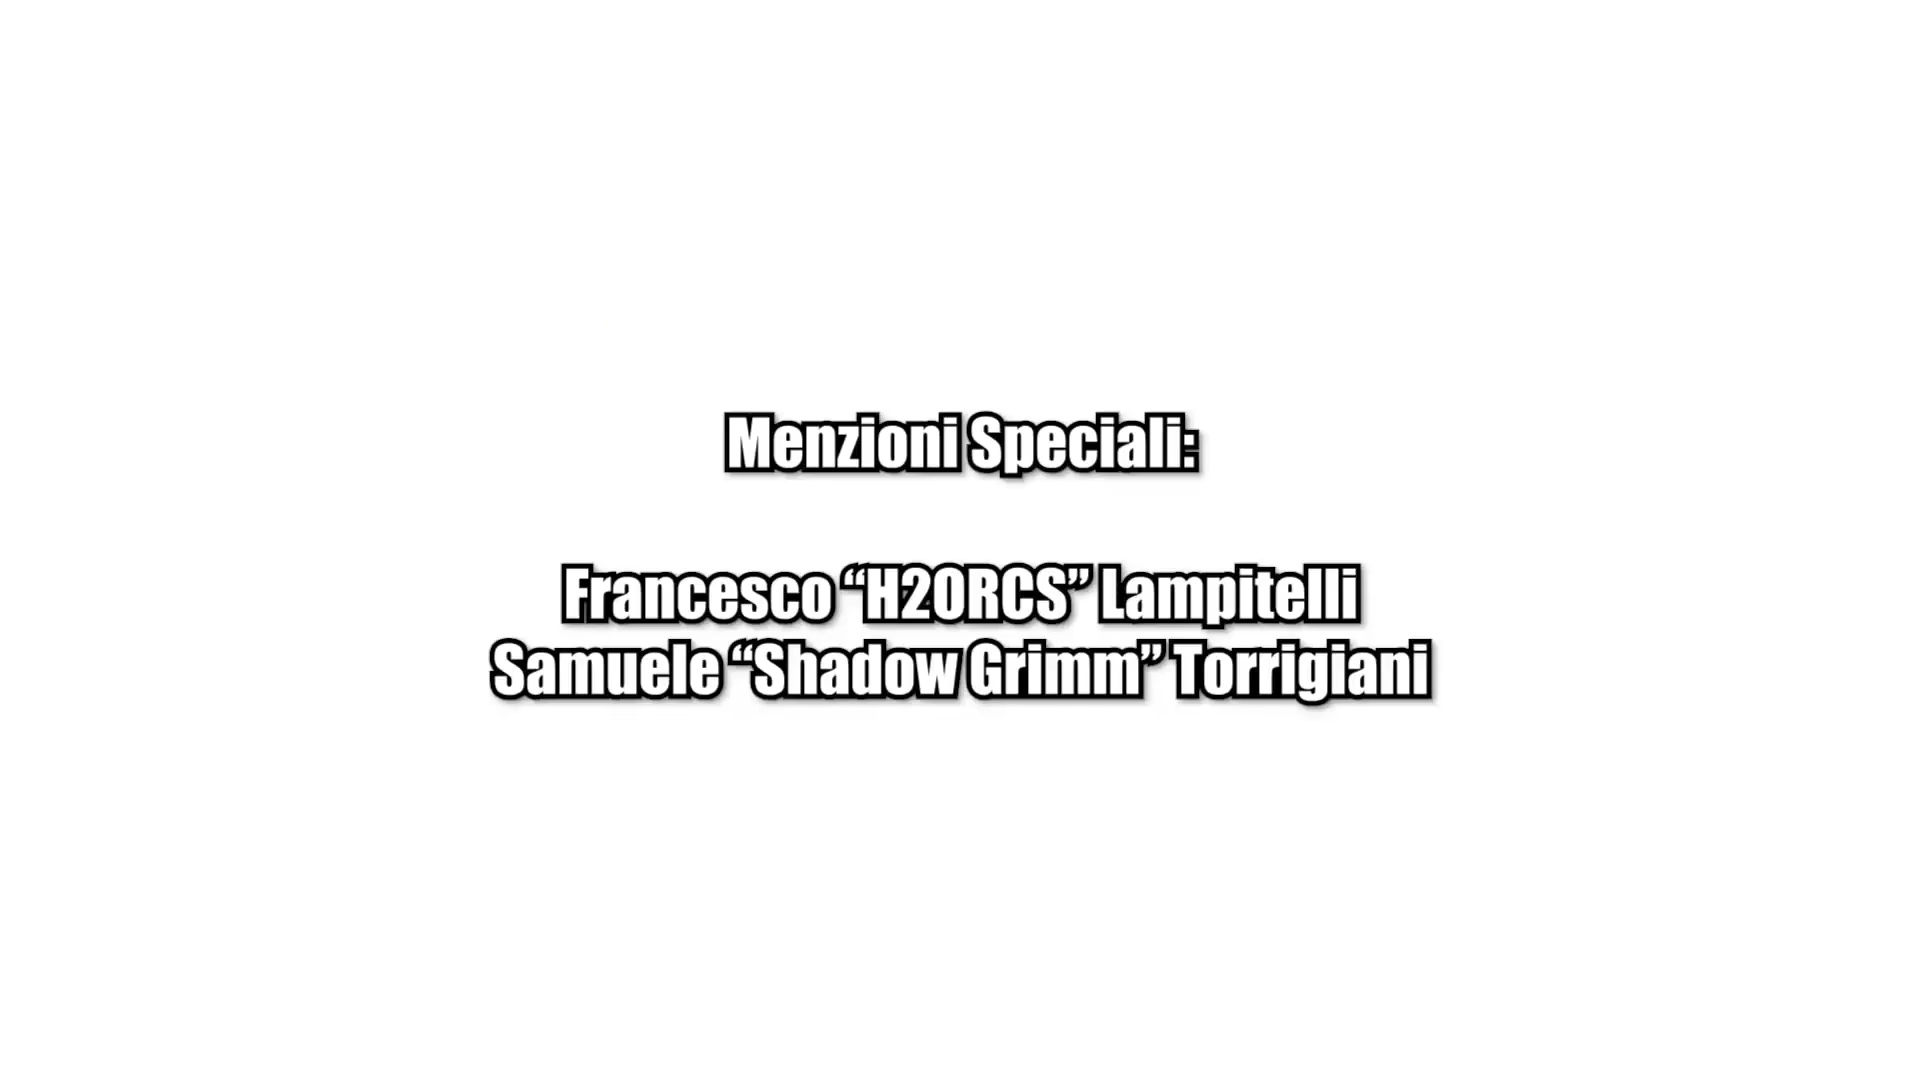 Menzioni Speciali:
Francesco “H2ORCS” Lampitelli
Samuele “Shadow Grimm” Torrigiani